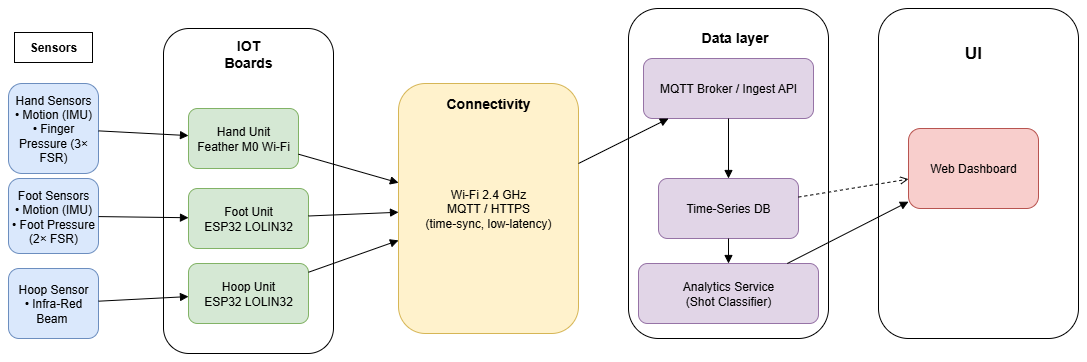 Sensors
Hand Sensors
• Motion (IMU)
• Finger
Pressure (3×
FSR)
Foot Sensors
• Motion (IMU)
• Foot Pressure
(2× FSR)
Hoop Sensor
• Infra-Red
Beam
IOT
Boards
Hand Unit
Feather M0 Wi-Fi
Foot Unit
ESP32 LOLIN32
Hoop Unit
ESP32 LOLIN32
Connectivity
Wi-Fi 2.4 GHz
MQTT / HTTPS
(time-sync, low-latency)
Data layer
MQTT Broker / Ingest API
Time-Series DB
Analytics Service
(Shot Classifier)
UI
Web Dashboard